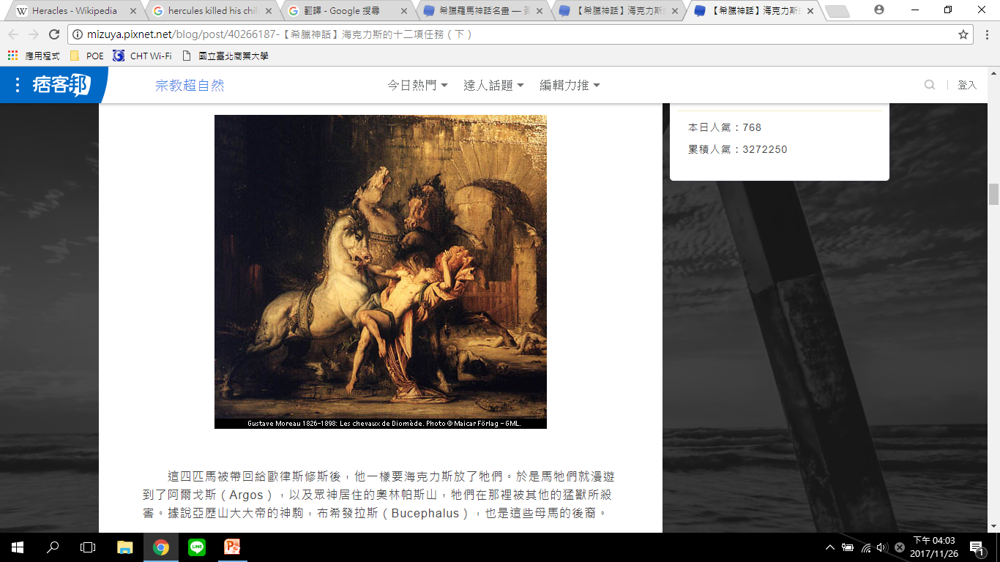 Heracles - Wikipedia
hercules killed his chil
翻譯 - Google 搜尋
希臘羅馬神話名畫 —
【希臘神話】海克力斯
【希臘神話】海克力斯
mizuya.pixnet.net/blog/post/40266187-【希臘神話】海克力斯的十二項任務（下）
應用程式
POE
CHT Wi-Fi
國立臺北商業大學
痞客邦
宗教超自然
今日熱門
達人話題
編輯力推
登入
本日人氣：768
累積人氣：3272250
Gustave Moreau 1826-1898: Les chevaux de Diomède. Photo © Maicar Förlag - GML.
這四匹馬被帶回給歐律斯修斯後，他一樣要海克力斯放了牠們。於是馬牠們就漫遊
到了阿爾戈斯（Argos），以及眾神居住的奧林帕斯山，牠們在那裡被其他的猛獸所殺
害。據說亞歷山大大帝的神駒，布希發拉斯（Bucephalus），也是這些母馬的後裔。
LINE
下午 04:03
2017/11/26
1